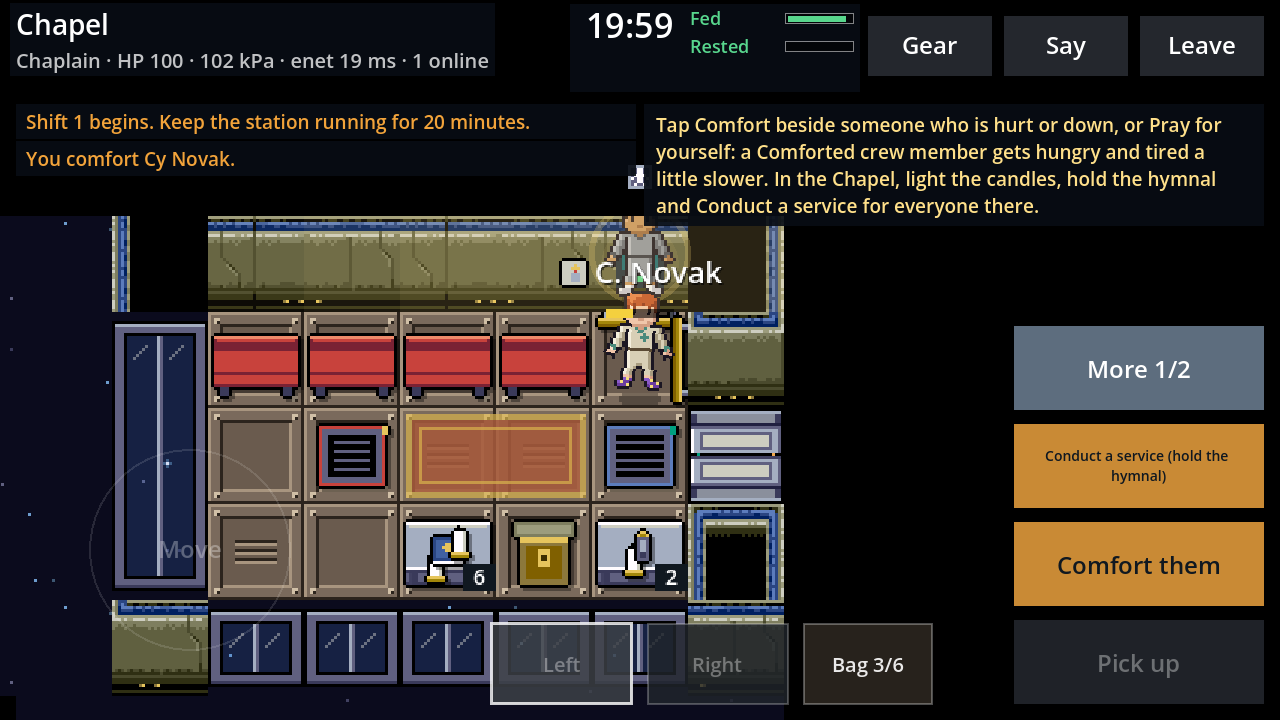 Chapel
Chaplain · HP 100 · 102 kPa · enet 19 ms · 1 online
19:59
Fed
Rested
Gear
Say
Leave
Shift 1 begins. Keep the station running for 20 minutes.
You comfort Cy Novak.
Tap Comfort beside someone who is hurt or down, or Pray for
yourself: a Comforted crew member gets hungry and tired a
little slower. In the Chapel, light the candles, hold the hymnal
and Conduct a service for everyone there.
C. Novak
More 1/2
Conduct a service (hold the
hymnal)
Comfort them
Pick up
Move
6
2
Left
Right
Bag 3/6